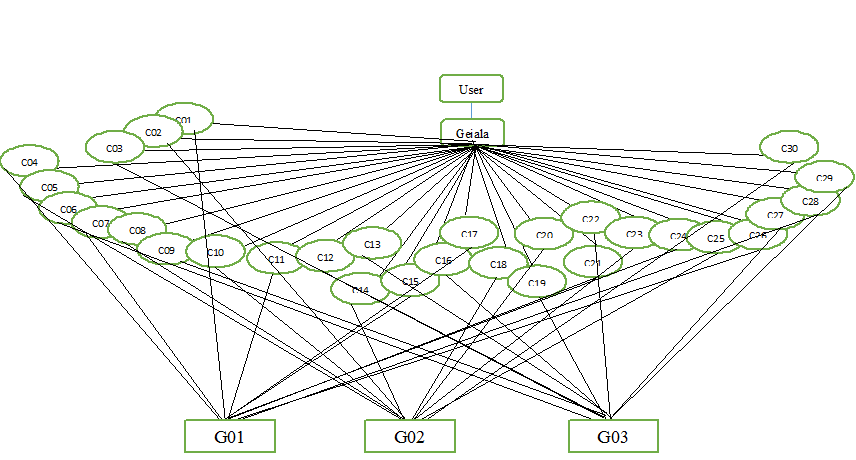 User
Gejala
C01
C02
C03
C04
C05
C06
C07
C08
C09
C10
C11
C12
C13
C14
C15
C16
C17
C18
C19
C20
C21
C22
C23
C24
C25
C26
C27
C28
C29
C30
G01
G02
G03